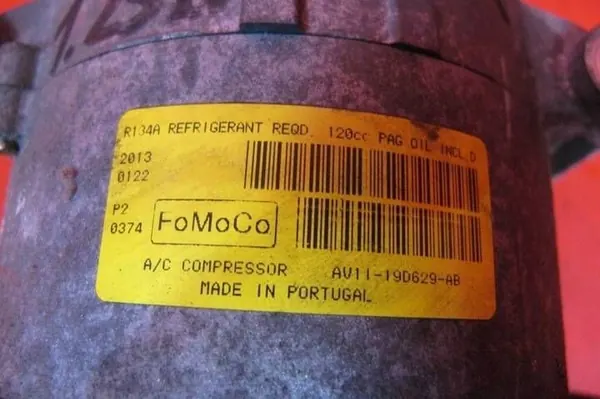 R134A REFRIGERANT REQD. 120cc PAG OIL INCL D
2013
0122
P2
0374
FoMoCo
A/C COMPRESSOR AV11-19D629-AB
MADE IN PORTUGAL